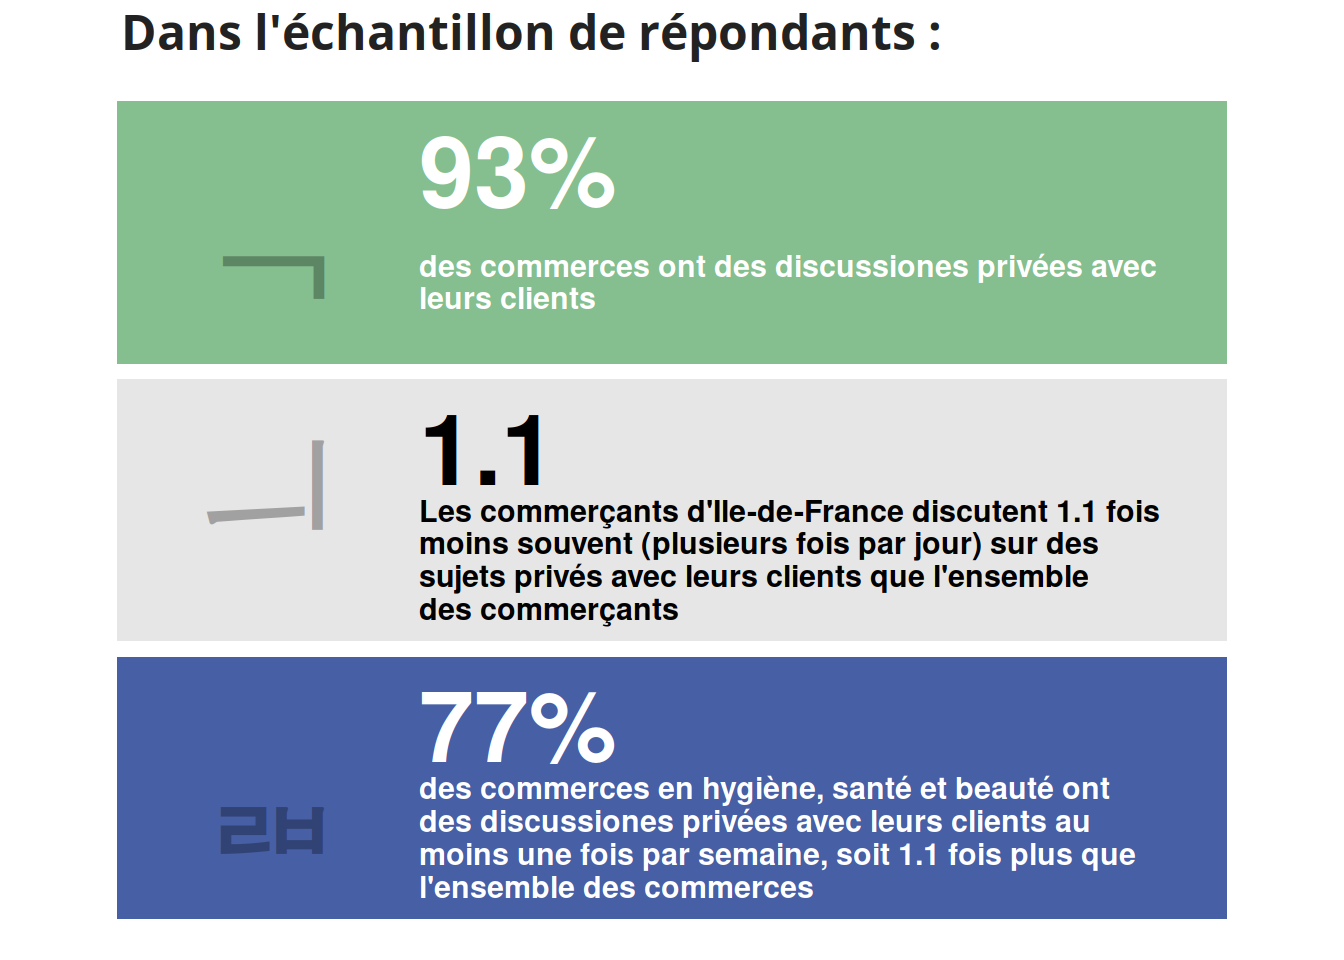 Dans l'échantillon de répondants :
93%
des commerces ont des discussiones privées avec
leurs clients
1.1
Les commerçants d'Ile-de-France discutent 1.1 fois
moins souvent (plusieurs fois par jour) sur des
sujets privés avec leurs clients que l'ensemble
des commerçants
77%
des commerces en hygiène, santé et beauté ont
des discussiones privées avec leurs clients au
moins une fois par semaine, soit 1.1 fois plus que
l'ensemble des commerces